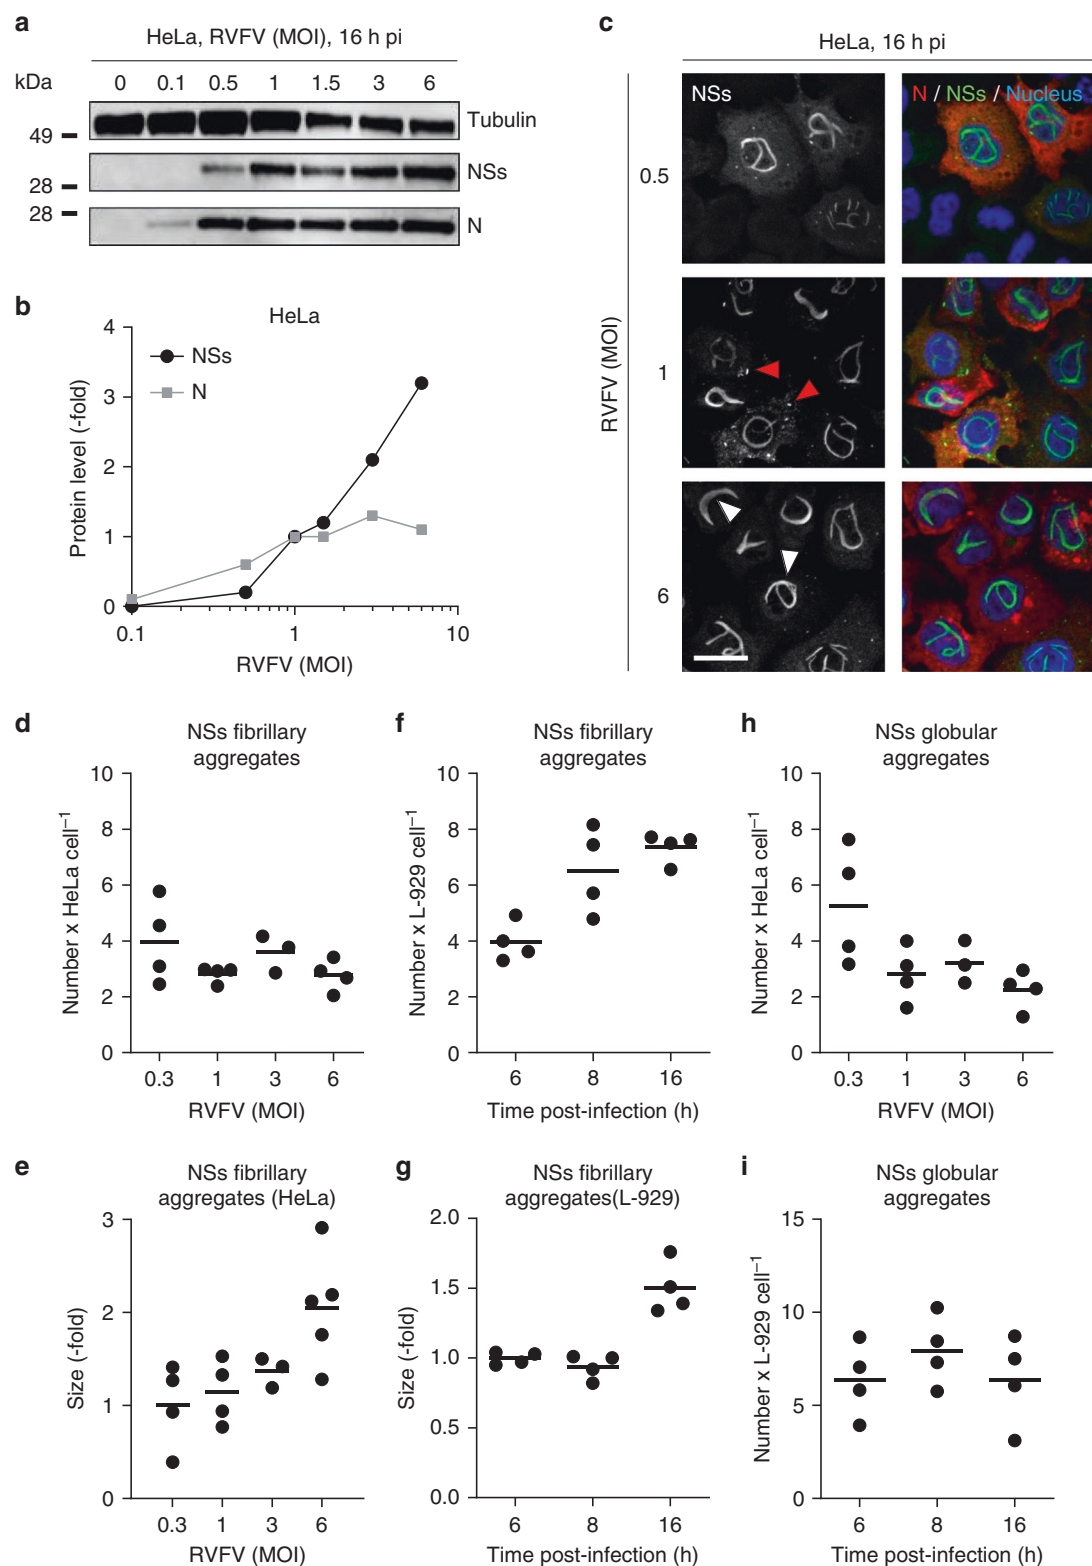 a
HeLa, RVFV (MOI), 16 h pi
kDa 0 0.1 0.5 1 1.5 3 6
Tubulin
49
NSs
28
28
N
b
HeLa
4
3
2
1
0
Protein level (-fold)
NSs
N
0.1 1 10
RVFV (MOI)
c
HeLa, 16 h pi
NSs
N / NSs / Nucleus
RVFV (MOI)
0.5
1
6
d
NSs fibrillary
aggregates
Number x HeLa cell⁻¹
10
8
6
4
2
0
0.3 1 3 6
RVFV (MOI)
f
NSs fibrillary
aggregates
Number x L-929 cell⁻¹
10
8
6
4
2
0
6 8 16
Time post-infection (h)
h
NSs globular
aggregates
Number x HeLa cell⁻¹
10
8
6
4
2
0
0.3 1 3 6
RVFV (MOI)
e
NSs fibrillary
aggregates (HeLa)
Size (-fold)
3
2
1
0
0.3 1 3 6
RVFV (MOI)
g
NSs fibrillary
aggregates(L-929)
Size (-fold)
2.0
1.5
1.0
0.5
0.0
6 8 16
Time post-infection (h)
i
NSs globular
aggregates
Number x L-929 cell⁻¹
15
10
5
0
6 8 16
Time post-infection (h)